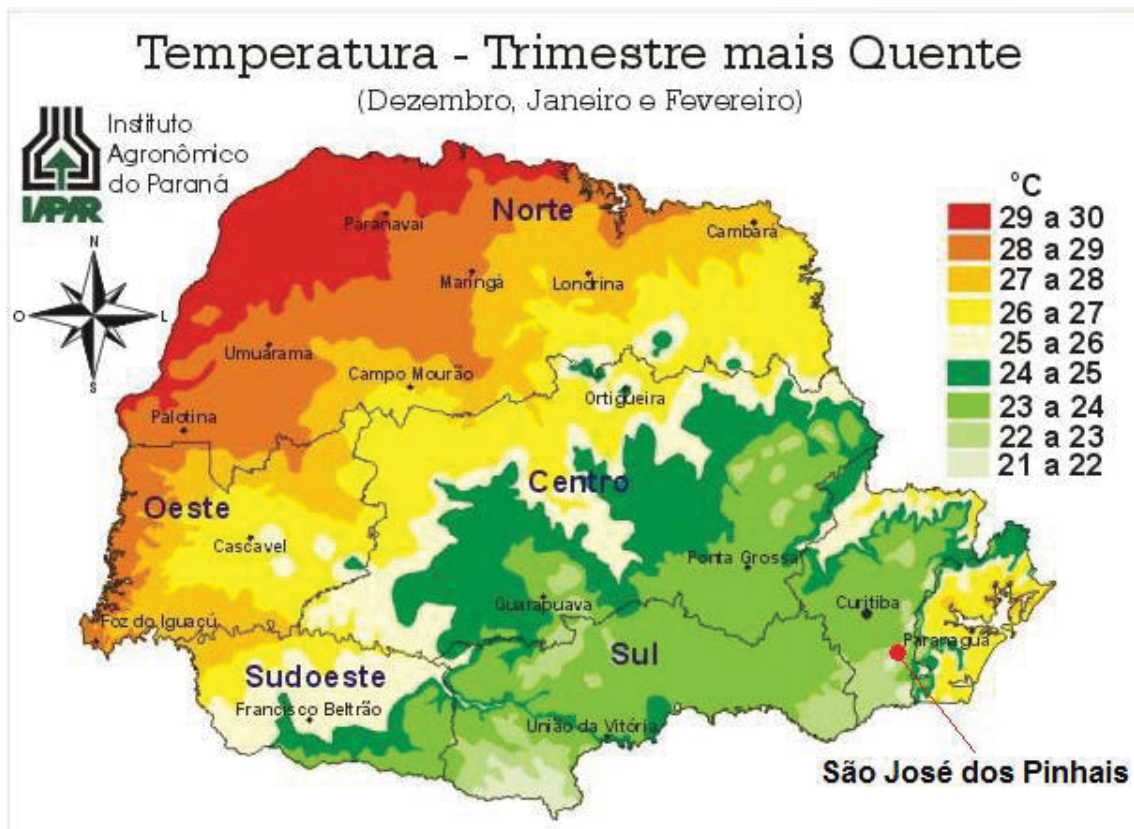 Temperatura - Trimestre mais Quente
(Dezembro, Janeiro e Fevereiro)
Instituto
Agronômico
do Paraná
IAPAR
N
O
L
S
°C
29 a 30
28 a 29
27 a 28
26 a 27
25 a 26
24 a 25
23 a 24
22 a 23
21 a 22
Norte
Paranavaí
Cambará
Maringá
Londrina
Umuarama
Campo Mourão
Ortigueira
Palotina
Centro
Oeste
Cascavel
Ponta Grossa
Guarapuava
Curitiba
Foz do Iguaçú
Paranaguá
Sul
Sudoeste
Francisco Beltrão
União da Vitória
São José dos Pinhais